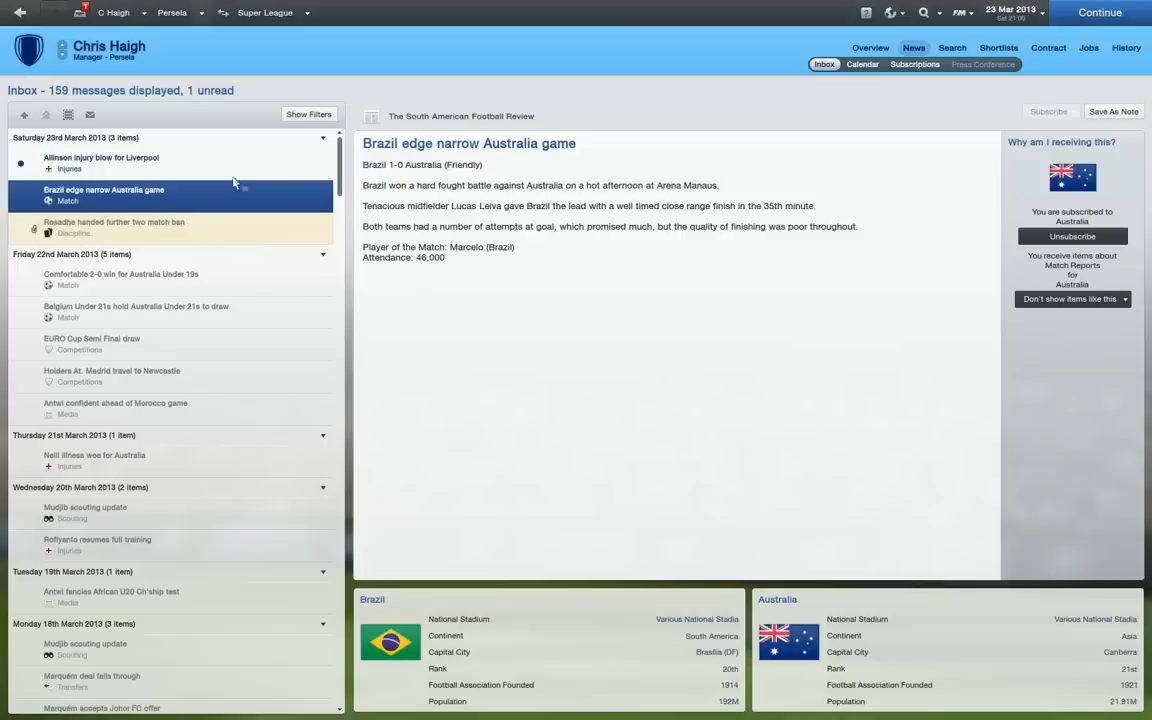 C Haigh
Persela
Super League
FM
23 Mar 2013
Sat 21:00
Continue
Chris Haigh
Manager - Persela
Overview
News
Search
Shortlists
Contract
Jobs
History
Inbox
Calendar
Subscriptions
Press Conference
Inbox - 159 messages displayed, 1 unread
Show Filters
Saturday 23rd March 2013 (3 items)
Allinson injury blow for Liverpool
Injuries
Brazil edge narrow Australia game
Match
Rosadhe handed further two match ban
Discipline
Friday 22nd March 2013 (5 items)
Comfortable 2-0 win for Australia Under 19s
Match
Belgium Under 21s hold Australia Under 21s to draw
Match
EURO Cup Semi Final draw
Competitions
Holders At. Madrid travel to Newcastle
Competitions
Antwi confident ahead of Morocco game
Media
Thursday 21st March 2013 (1 item)
Neill illness woe for Australia
Injuries
Wednesday 20th March 2013 (2 items)
Mudjib scouting update
Scouting
Rofiyanto resumes full training
Injuries
Tuesday 19th March 2013 (1 item)
Antwi fancies African U20 Ch'ship test
Media
Monday 18th March 2013 (3 items)
Mudjib scouting update
Scouting
Marquém deal falls through
Transfers
Marquém accepts Johor FC offer
The South American Football Review
Subscribe
Save As Note
Brazil edge narrow Australia game
Brazil 1-0 Australia (Friendly)
Brazil won a hard fought battle against Australia on a hot afternoon at Arena Manaus.
Tenacious midfielder Lucas Leiva gave Brazil the lead with a well timed close range finish in the 35th minute.
Both teams had a number of attempts at goal, which promised much, but the quality of finishing was poor throughout.
Player of the Match: Marcelo (Brazil)
Attendance: 46,000
Why am I receiving this?
You are subscribed to
Australia
Unsubscribe
You receive items about
Match Reports
for
Australia
Don't show items like this
Brazil
National Stadium Various National Stadia
Continent South America
Capital City Brasilia (DF)
Rank 20th
Football Association Founded 1914
Population 192M
Australia
National Stadium Various National Stadia
Continent Asia
Capital City Canberra
Rank 21st
Football Association Founded 1921
Population 21.91M